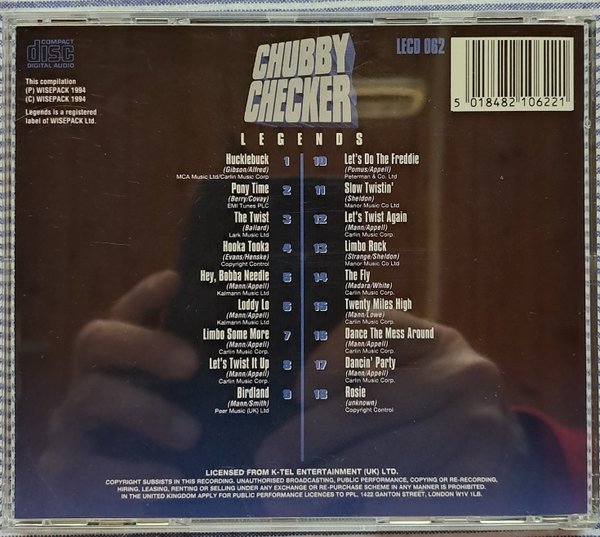 COMPACT
disc
DIGITAL AUDIO
This compilation
(P) WISEPACK 1994
(C) WISEPACK 1994
Legends is a registered
label of WISEPACK Ltd.
CHUBBY
CHECKER
LEGENDS
LECD 062
5 018482 106221
Hucklebuck 1
(Gibson/Alfred)
MCA Music Ltd/Carlin Music Corp
Pony Time 2
(Berry/Covay)
EMI Tunes PLC
The Twist 3
(Ballard)
Lark Music Ltd
Hooka Tooka 4
(Evans/Henske)
Copyright Control
Hey, Bobba Needle 5
(Mann/Appell)
Kalmann Music Ltd
Loddy Lo 6
(Mann/Appell)
Kalmann Music Ltd
Limbo Some More 7
(Mann/Appell)
Carlin Music Corp.
Let's Twist It Up 8
(Mann/Appell)
Carlin Music Corp.
Birdland 9
(Mann/Smith)
Peer Music (UK) Ltd
10 Let's Do The Freddie
(Pomus/Appell)
Peterman & Co. Ltd
11 Slow Twistin'
(Sheldon)
Manor Music Co Ltd
12 Let's Twist Again
(Mann/Appell)
Carlin Music Corp.
13 Limbo Rock
(Strange/Sheldon)
Manor Music Co Ltd
14 The Fly
(Madara/White)
Carlin Music Corp.
15 Twenty Miles High
(Mann/Lowe)
Carlin Music Corp.
16 Dance The Mess Around
(Mann/Appell)
Carlin Music Corp.
17 Dancin' Party
(Mann/Appell)
Carlin Music Corp.
18 Rosie
(unknown)
Copyright Control
LICENSED FROM K-TEL ENTERTAINMENT (UK) LTD.
COPYRIGHT SUBSISTS IN THIS RECORDING. UNAUTHORISED BROADCASTING, PUBLIC PERFORMANCE, COPYING OR RE-RECORDING,
HIRING, LEASING, RENTING OR SELLING UNDER ANY EXCHANGE OR RE-PURCHASE SCHEME IN ANY MANNER IS PROHIBITED.
IN THE UNITED KINGDOM APPLY FOR PUBLIC PERFORMANCE LICENCES TO PPL. 1422 GANTON STREET, LONDON W1V 1LB.